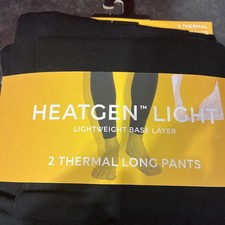 2 THERMAL
HEATGEN™ LIGHT
LIGHTWEIGHT BASE LAYER
2 THERMAL LONG PANTS